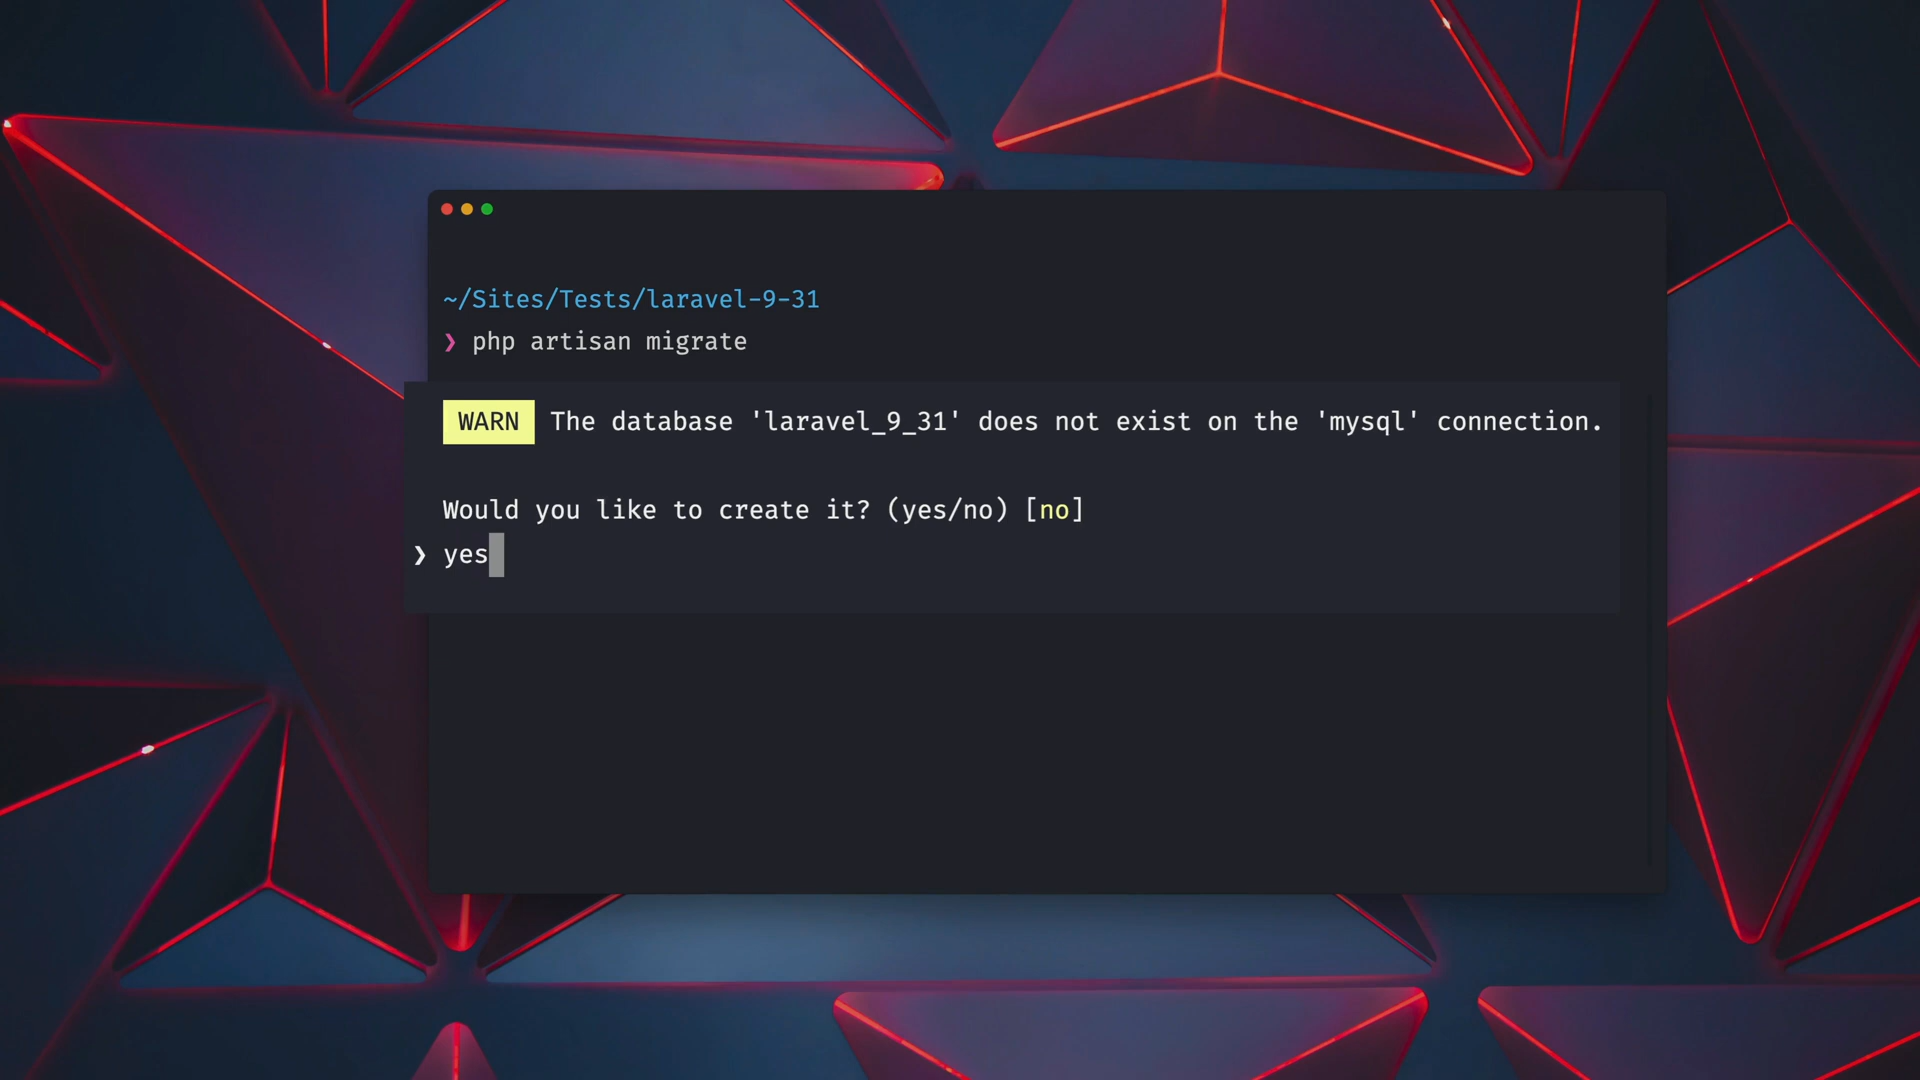 ~/Sites/Tests/laravel-9-31
❯ php artisan migrate
WARN The database 'laravel_9_31' does not exist on the 'mysql' connection.
Would you like to create it? (yes/no) [no]
❯ yes